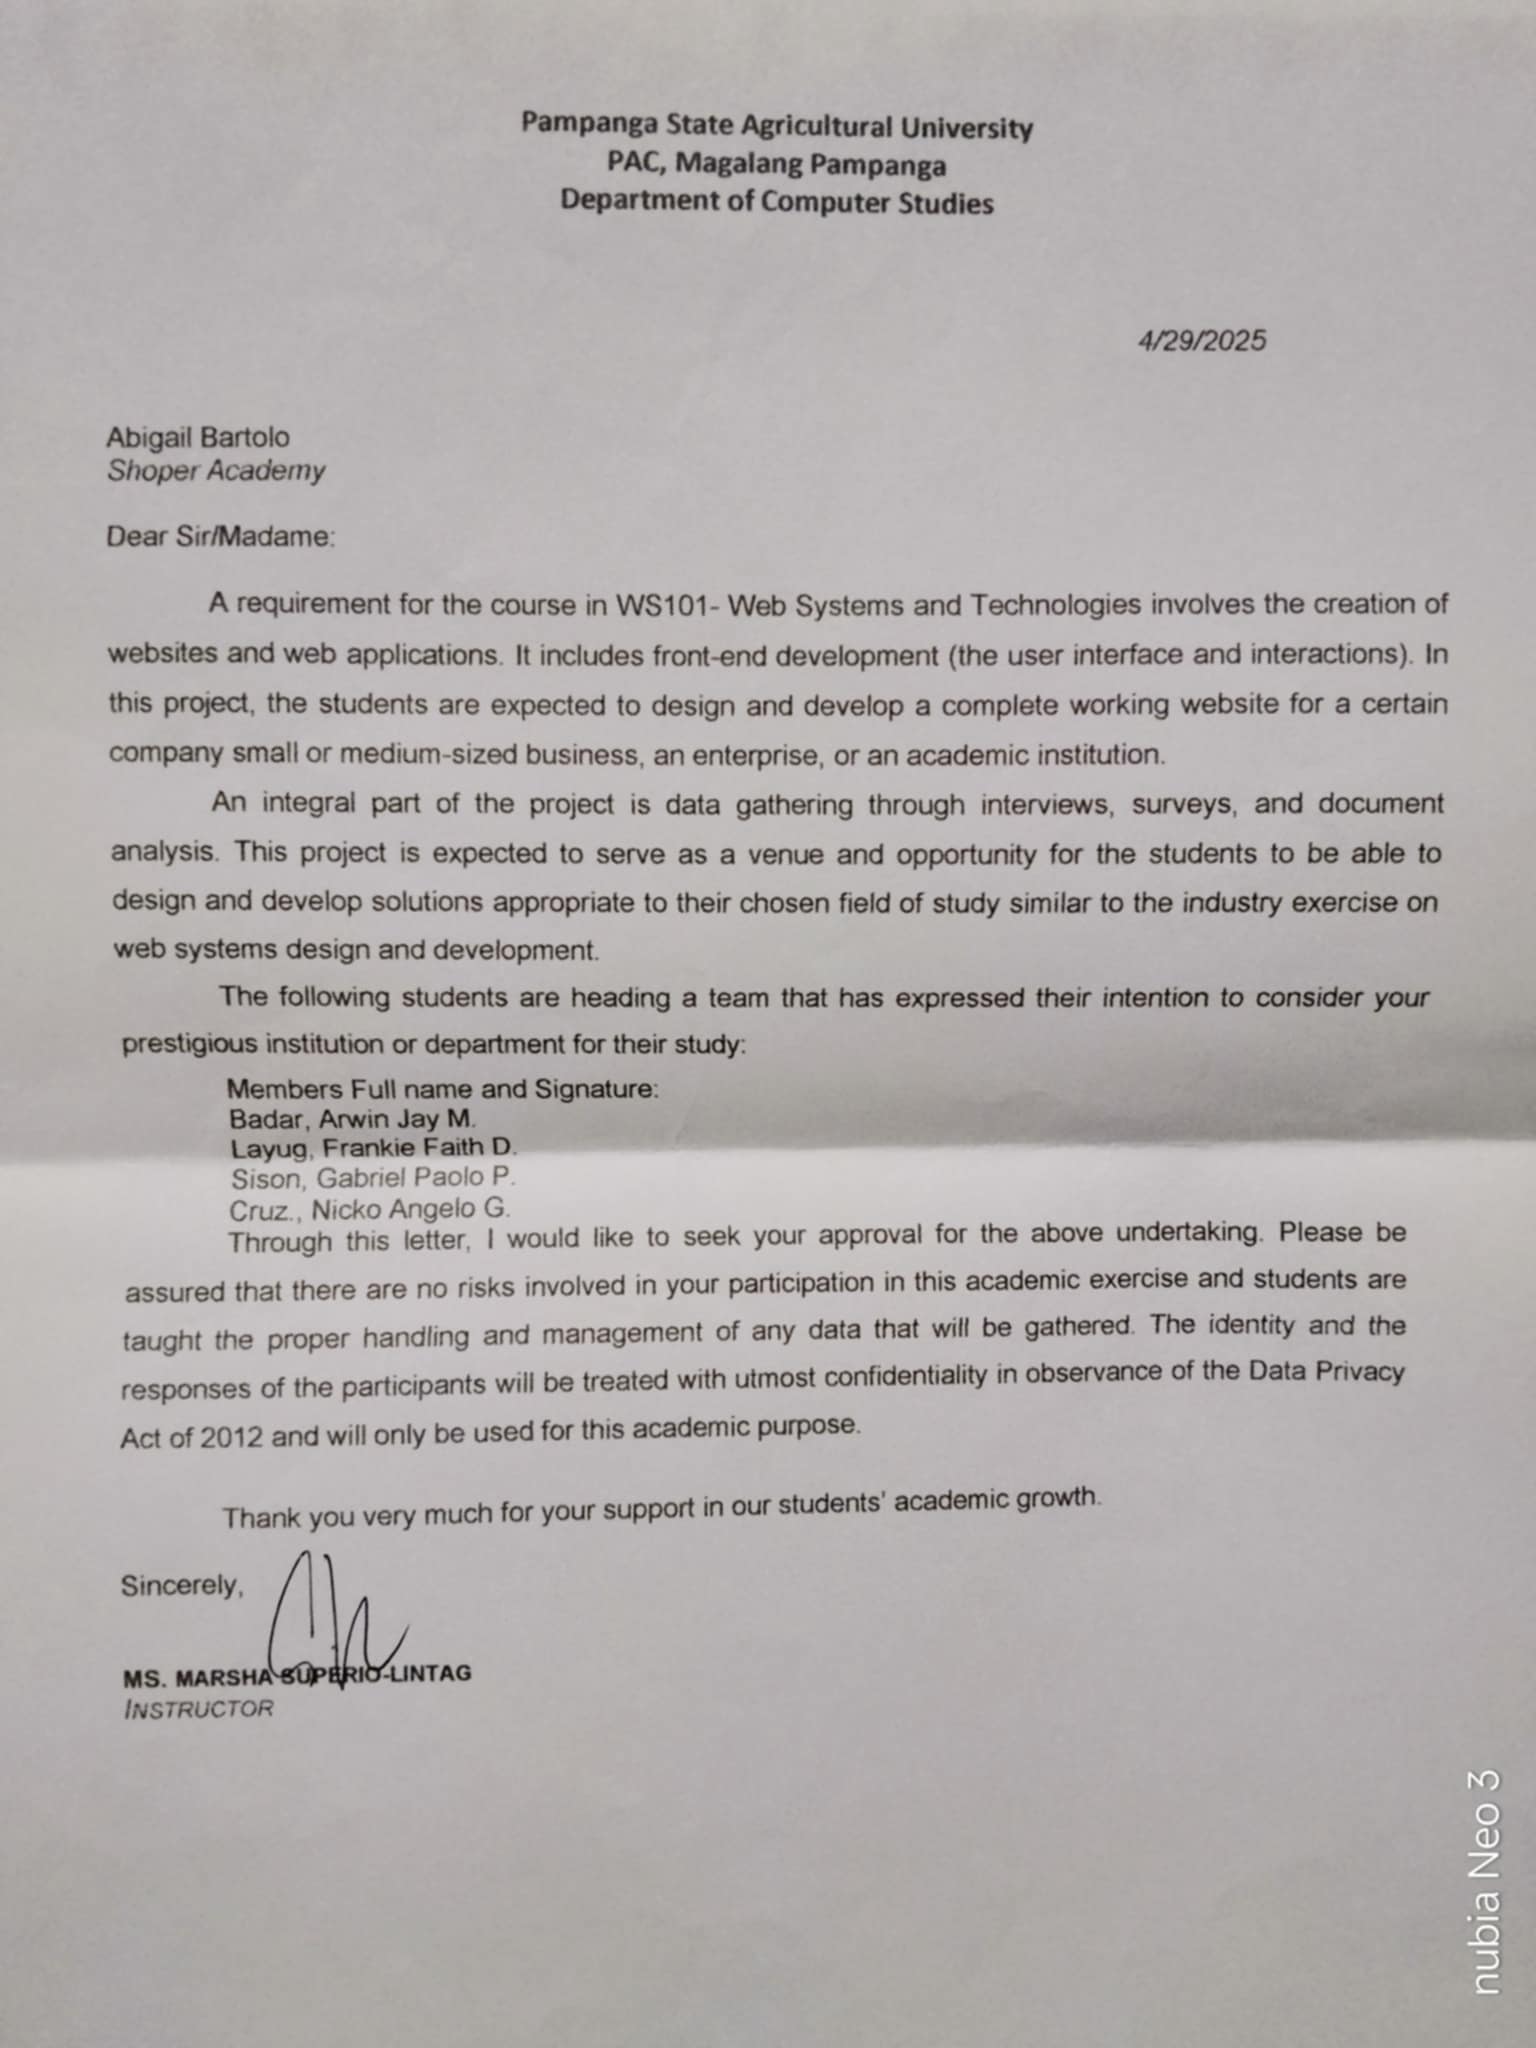 Pampanga State Agricultural University
PAC, Magalang Pampanga
Department of Computer Studies
4/29/2025
Abigail Bartolo
Shoper Academy
Dear Sir/Madame:
A requirement for the course in WS101- Web Systems and Technologies involves the creation of
websites and web applications. It includes front-end development (the user interface and interactions). In
this project, the students are expected to design and develop a complete working website for a certain
company small or medium-sized business, an enterprise, or an academic institution.
An integral part of the project is data gathering through interviews, surveys, and document
analysis. This project is expected to serve as a venue and opportunity for the students to be able to
design and develop solutions appropriate to their chosen field of study similar to the industry exercise on
web systems design and development.
The following students are heading a team that has expressed their intention to consider your
prestigious institution or department for their study:
Members Full name and Signature:
Badar, Arwin Jay M.
Layug, Frankie Faith D.
Sison, Gabriel Paolo P.
Cruz., Nicko Angelo G.
Through this letter, I would like to seek your approval for the above undertaking. Please be
assured that there are no risks involved in your participation in this academic exercise and students are
taught the proper handling and management of any data that will be gathered. The identity and the
responses of the participants will be treated with utmost confidentiality in observance of the Data Privacy
Act of 2012 and will only be used for this academic purpose.
Thank you very much for your support in our students' academic growth.
Sincerely,
MS. MARSHA SUPERIO-LINTAG
INSTRUCTOR
nubia Neo 3